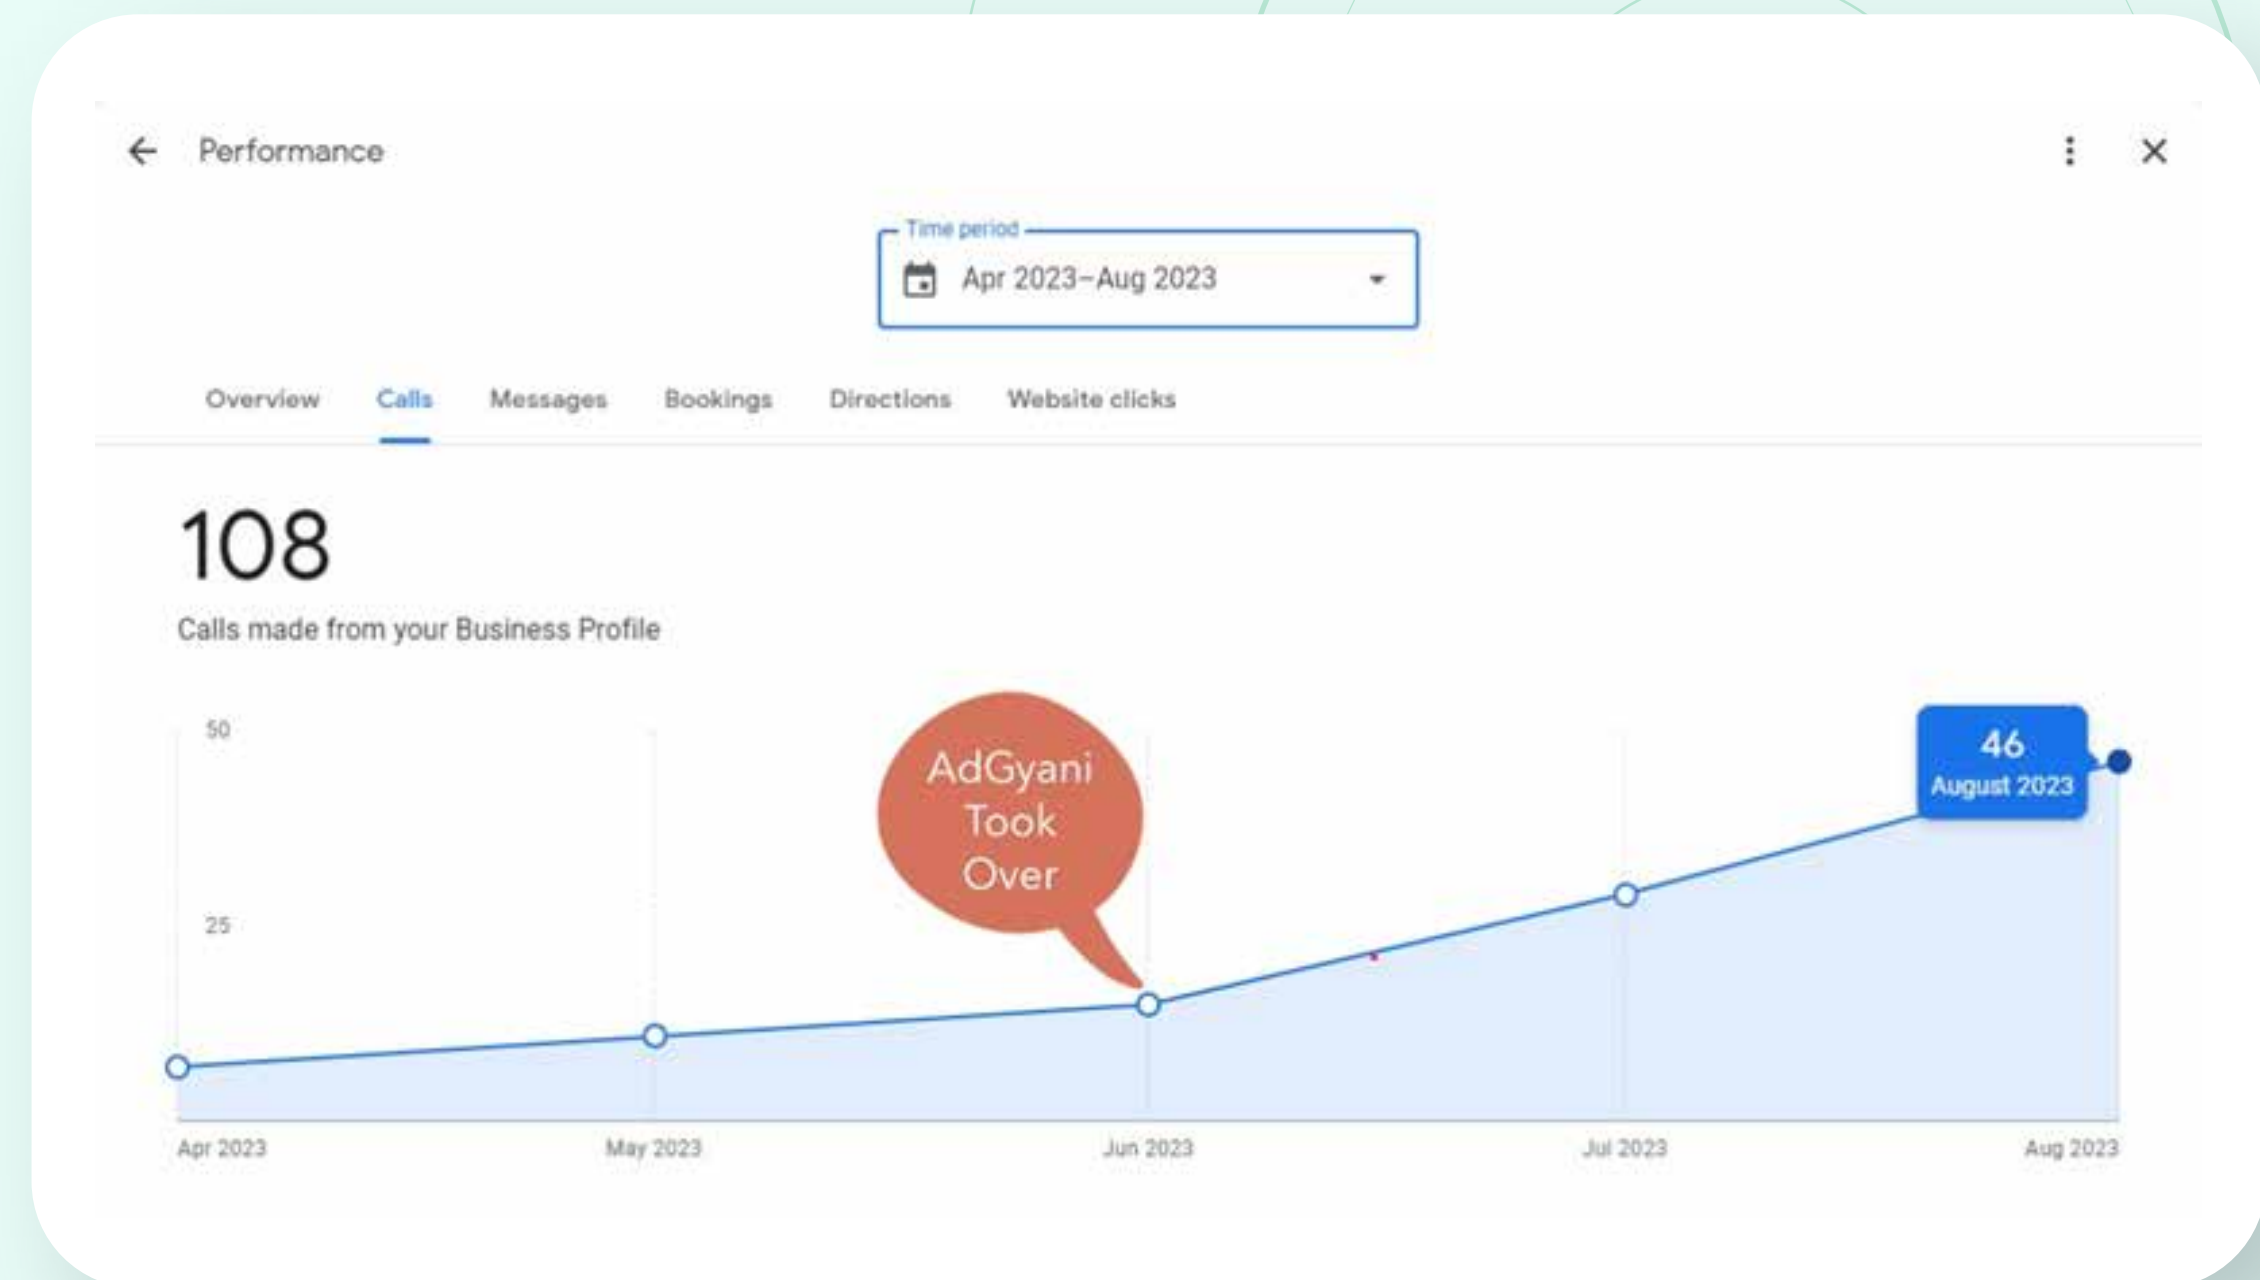 Performance
Time period
Apr 2023–Aug 2023
Overview Calls Messages Bookings Directions Website clicks
108
Calls made from your Business Profile
50
25
AdGyani
Took
Over
46
August 2023
Apr 2023 May 2023 Jun 2023 Jul 2023 Aug 2023